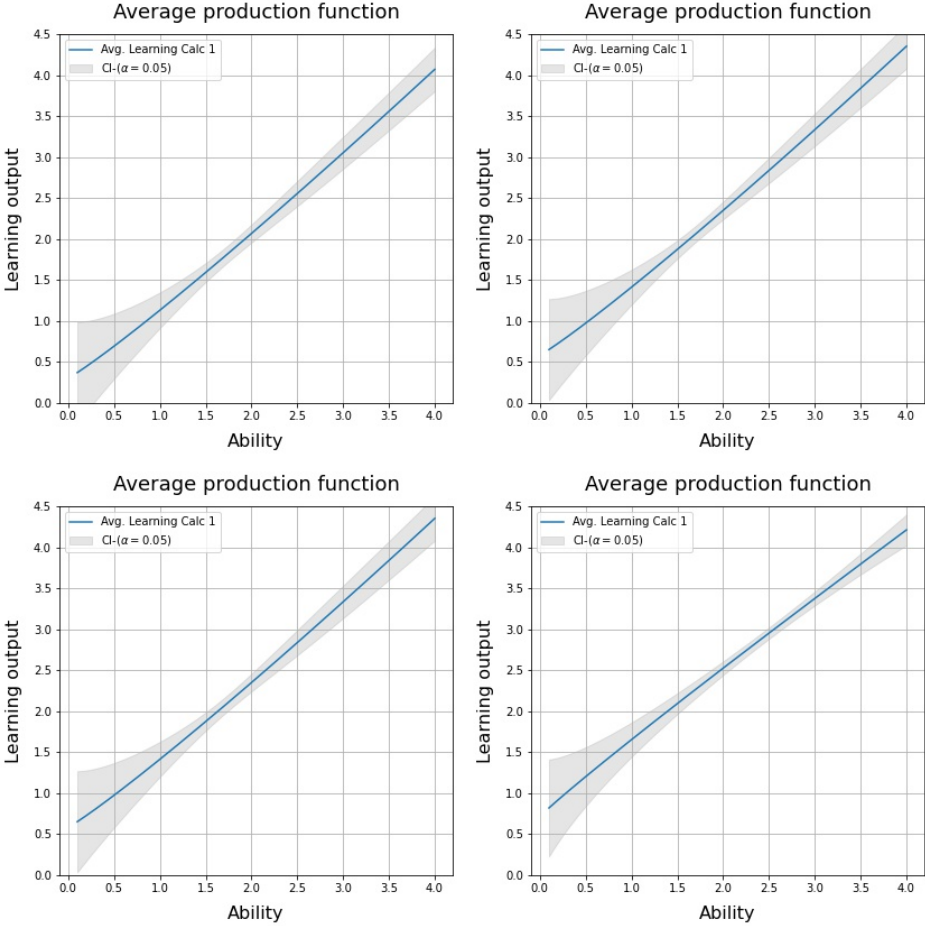 Average production function
Avg. Learning Calc 1
CI-(α = 0.05)
Learning output
4.5
4.0
3.5
3.0
2.5
2.0
1.5
1.0
0.5
0.0
0.0 0.5 1.0 1.5 2.0 2.5 3.0 3.5 4.0
Ability
Average production function
Avg. Learning Calc 1
CI-(α = 0.05)
Learning output
4.5
4.0
3.5
3.0
2.5
2.0
1.5
1.0
0.5
0.0
0.0 0.5 1.0 1.5 2.0 2.5 3.0 3.5 4.0
Ability
Average production function
Avg. Learning Calc 1
CI-(α = 0.05)
Learning output
4.5
4.0
3.5
3.0
2.5
2.0
1.5
1.0
0.5
0.0
0.0 0.5 1.0 1.5 2.0 2.5 3.0 3.5 4.0
Ability
Average production function
Avg. Learning Calc 1
CI-(α = 0.05)
Learning output
4.5
4.0
3.5
3.0
2.5
2.0
1.5
1.0
0.5
0.0
0.0 0.5 1.0 1.5 2.0 2.5 3.0 3.5 4.0
Ability